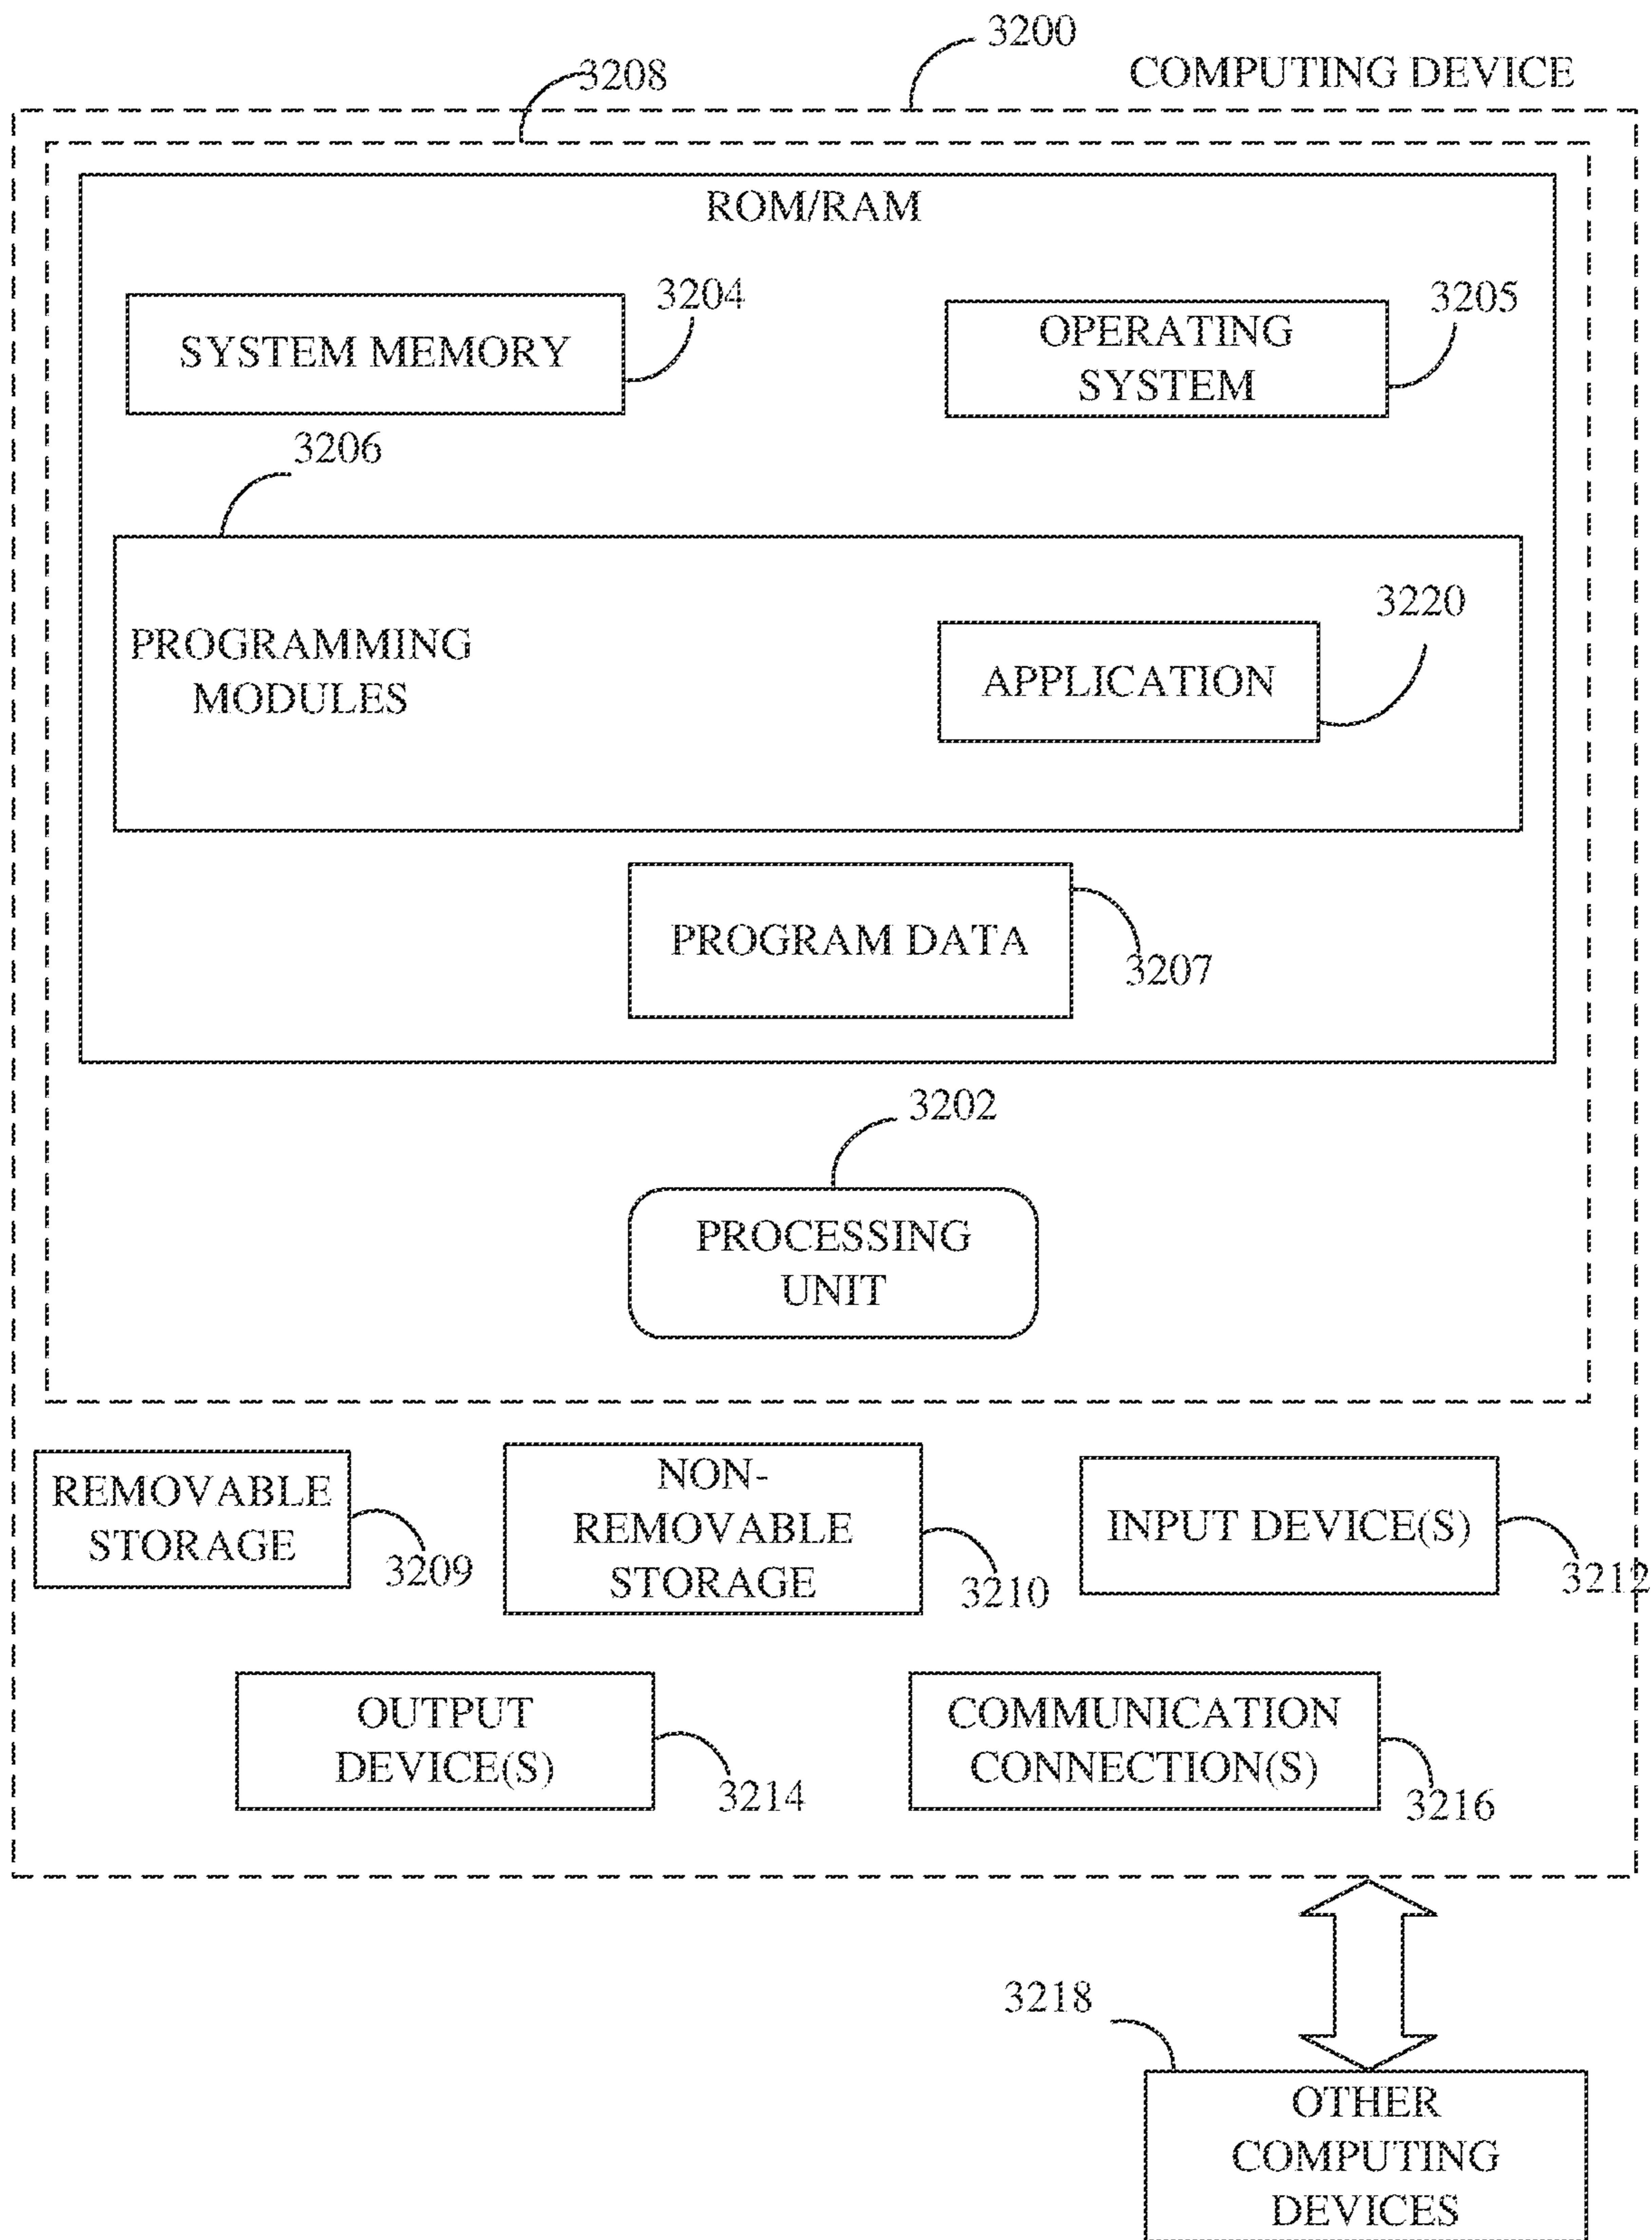 3200
3208
COMPUTING DEVICE
ROM/RAM
SYSTEM MEMORY
3204
OPERATING
SYSTEM
3205
3206
PROGRAMMING
MODULES
APPLICATION
3220
PROGRAM DATA
3207
3202
PROCESSING
UNIT
REMOVABLE
STORAGE
3209
NON-
REMOVABLE
STORAGE
3210
INPUT DEVICE(S)
3212
OUTPUT
DEVICE(S)
3214
COMMUNICATION
CONNECTION(S)
3216
3218
OTHER
COMPUTING
DEVICES